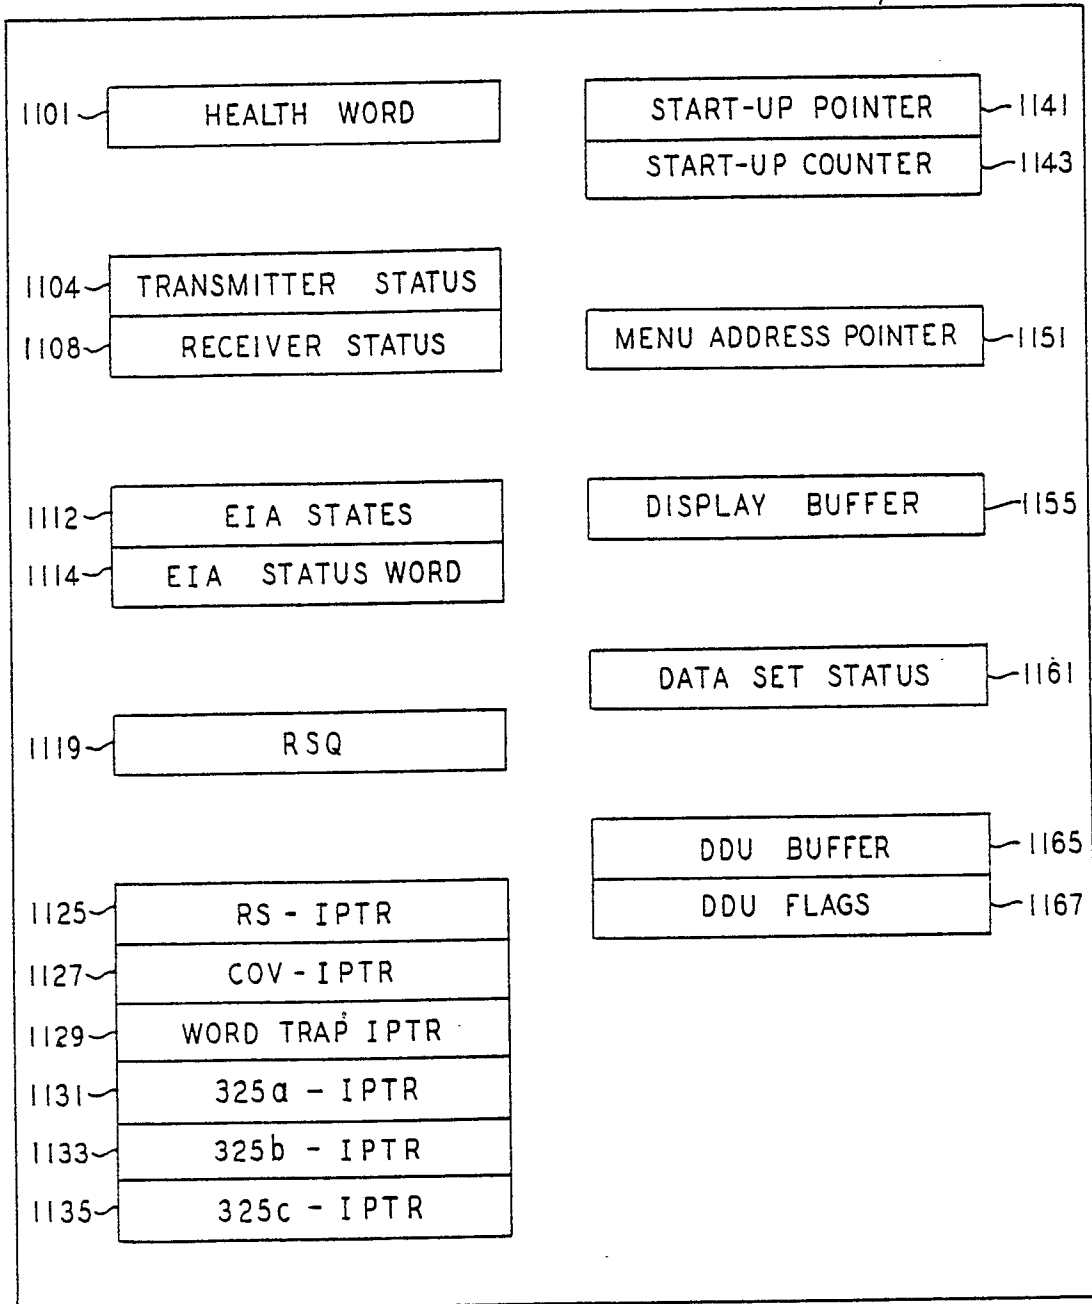 1101 HEALTH WORD
1104 TRANSMITTER STATUS
1108 RECEIVER STATUS
1112 EIA STATES
1114 EIA STATUS WORD
1119 RSQ
1125 RS - IPTR
1127 COV - IPTR
1129 WORD TRAP IPTR
1131 325a - IPTR
1133 325b - IPTR
1135 325c - IPTR
START-UP POINTER 1141
START-UP COUNTER 1143
MENU ADDRESS POINTER 1151
DISPLAY BUFFER 1155
DATA SET STATUS 1161
DDU BUFFER 1165
DDU FLAGS 1167